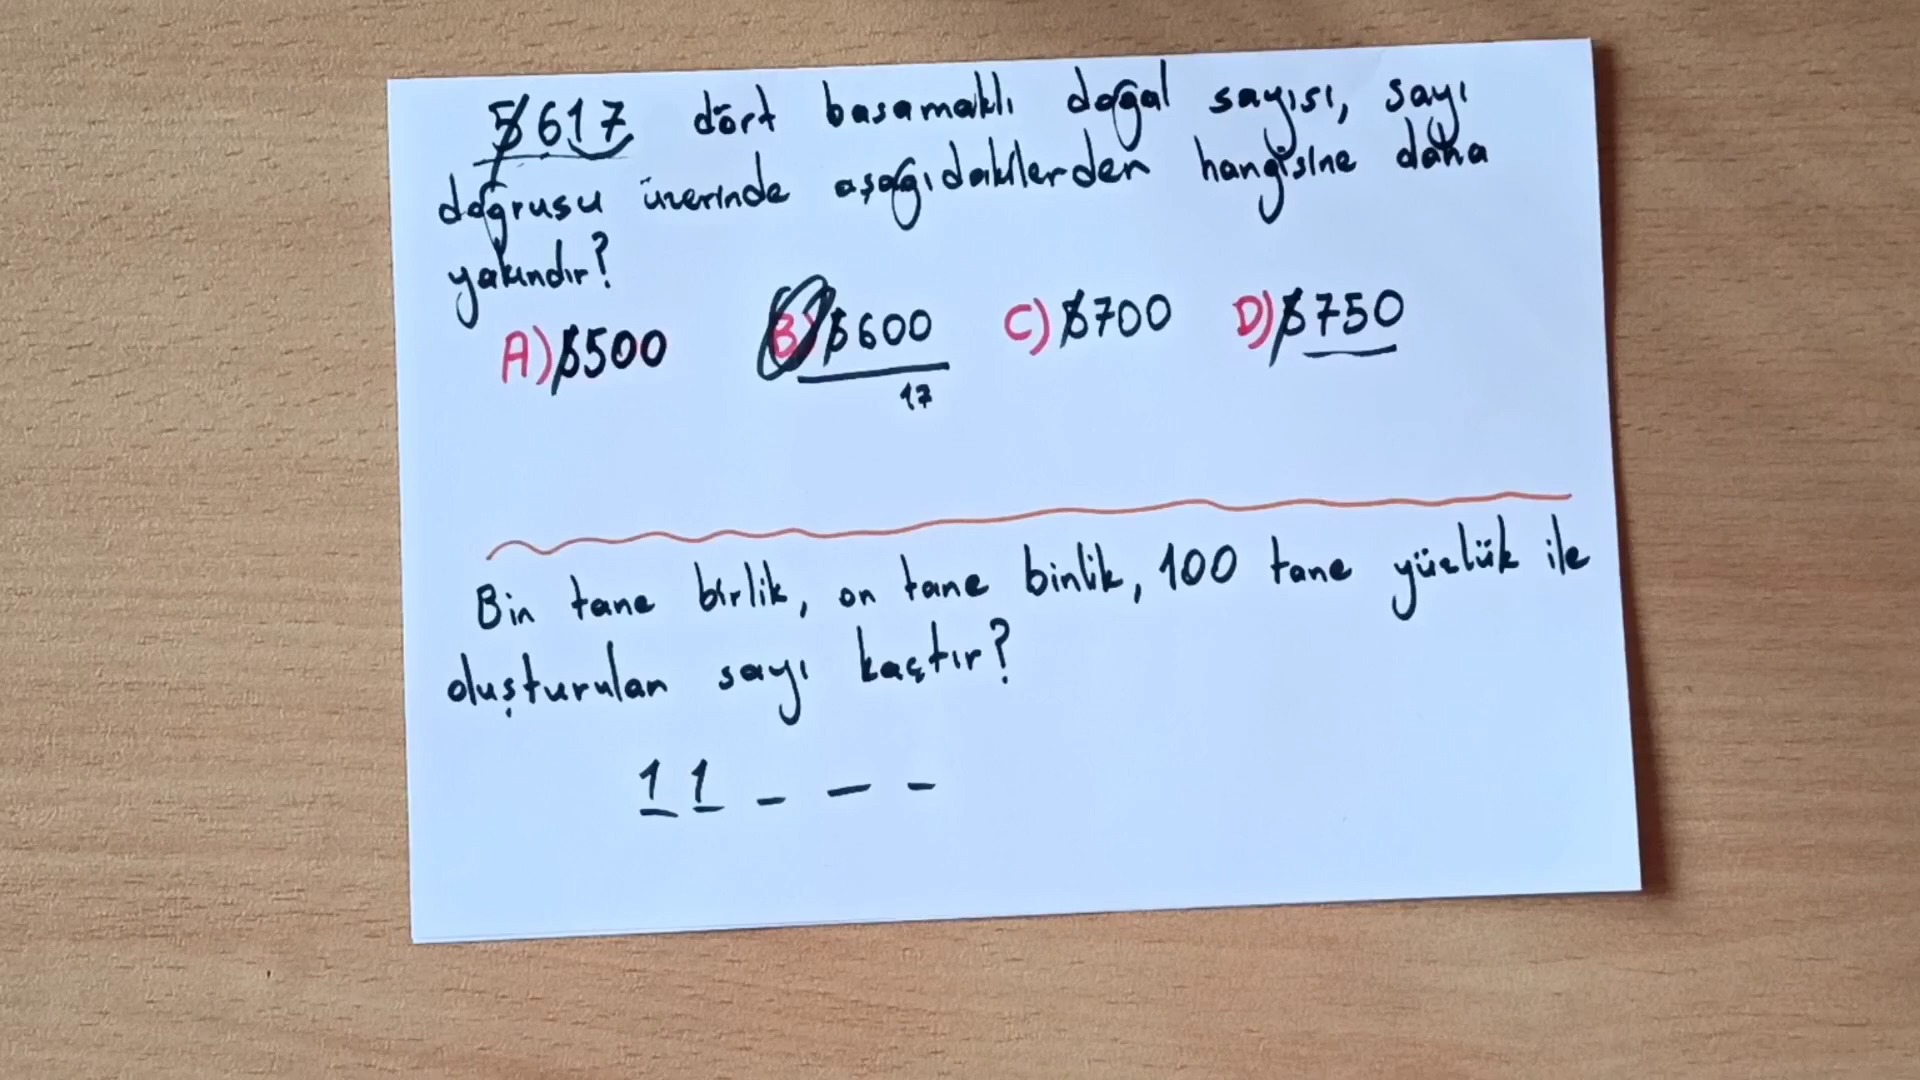 5617 dört basamaklı doğal sayısı, sayı
doğrusu üzerinde aşağıdakilerden hangisine daha
yakındır?
A) 5500 B) 5600 C) 5700 D) 5750
17
Bin tane birlik, on tane binlik, 100 tane yüzlük ile
oluşturulan sayı kaçtır?
1 1 _ _ _